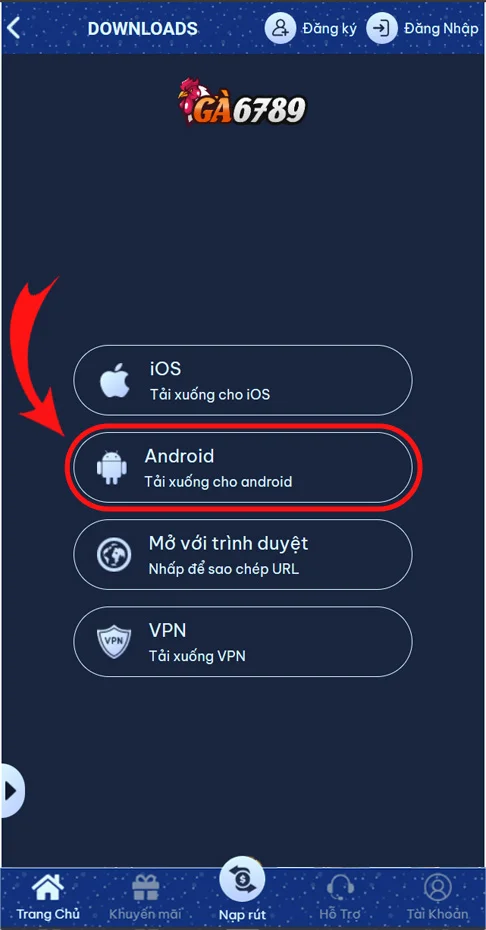 DOWNLOADS
Đăng ký
Đăng Nhập
GÀ6789
iOS
Tải xuống cho iOS
Android
Tải xuống cho android
Mở với trình duyệt
Nhấp để sao chép URL
VPN
VPN
Tải xuống VPN
Trang Chủ
Khuyến mãi
Nạp rút
Hỗ Trợ
Tài Khoản